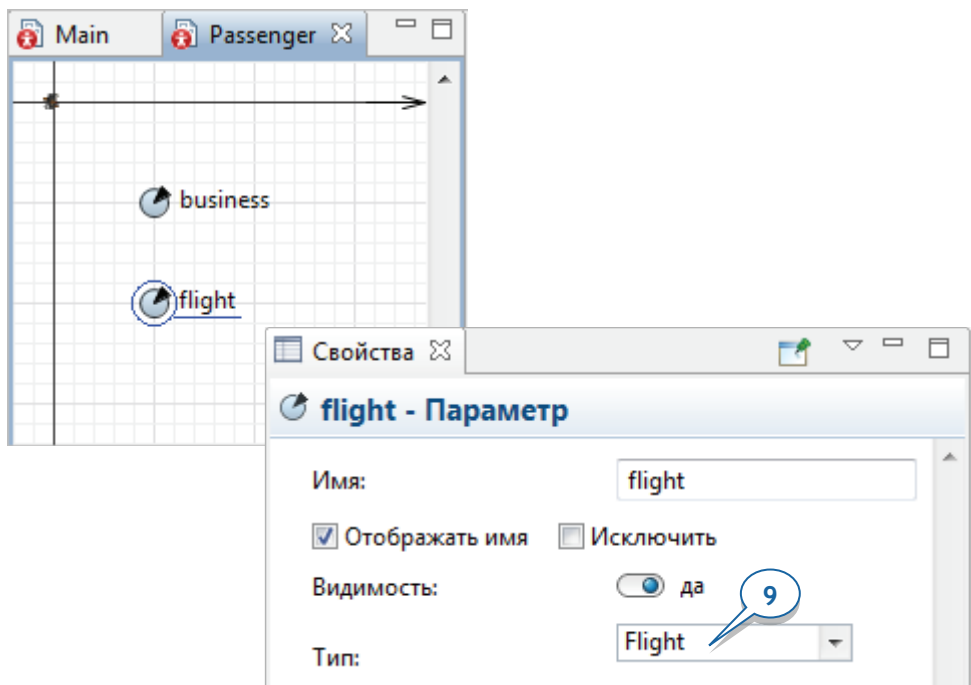 Main Passenger
business
flight
Свойства
flight - Параметр
Имя: flight
Отображать имя Исключить
Видимость: да
9
Тип: Flight